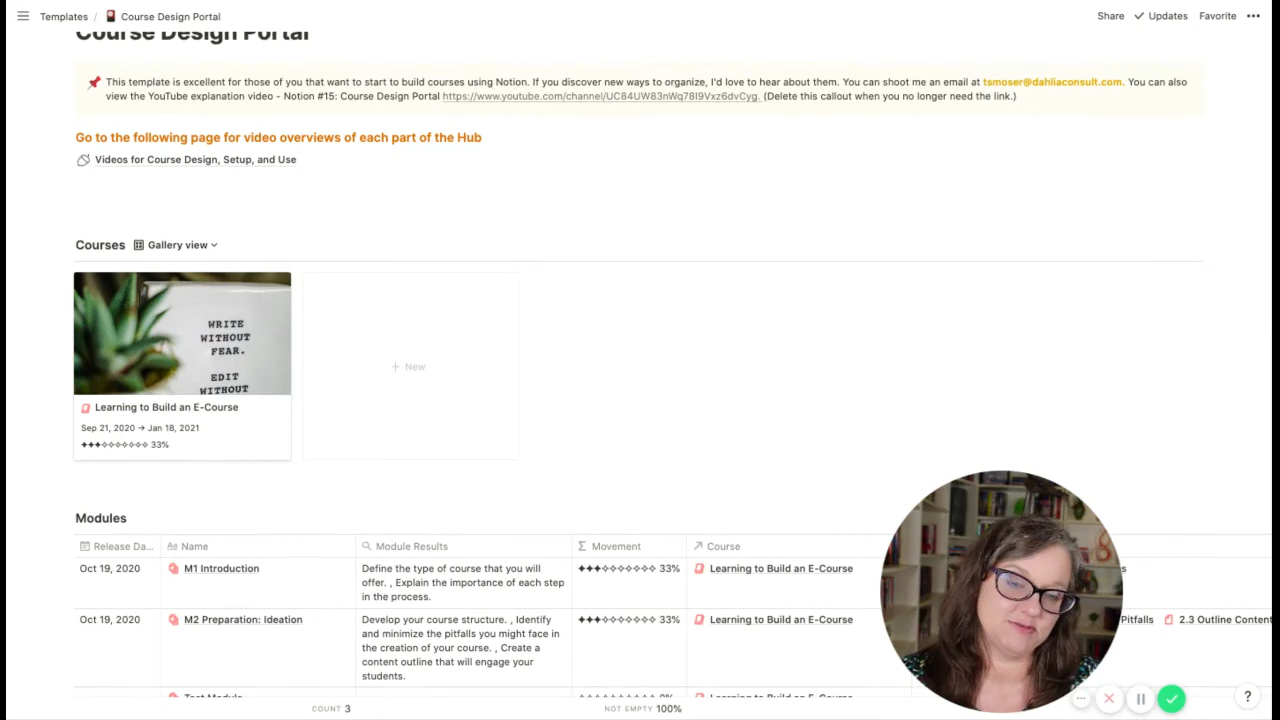 Templates / Course Design Portal
Share ✓ Updates Favorite •••
Course Design Portal
This template is excellent for those of you that want to start to build courses using Notion. If you discover new ways to organize, I'd love to hear about them. You can shoot me an email at tsmoser@dahliaconsult.com. You can also
view the YouTube explanation video - Notion #15: Course Design Portal https://www.youtube.com/channel/UC84UW83nWq78I9Vxz6dvCyg. (Delete this callout when you no longer need the link.)
Go to the following page for video overviews of each part of the Hub
Videos for Course Design, Setup, and Use
Courses Gallery view
WRITE
WITHOUT
FEAR.
EDIT
WITHOUT
+ New
Learning to Build an E-Course
Sep 21, 2020 → Jan 18, 2021
✦✦✦✧✧✧✧✧✧✧ 33%
Modules
Release Da... Aa Name Module Results Σ Movement ↗ Course
Oct 19, 2020 M1 Introduction Define the type of course that you will ✦✦✦✧✧✧✧✧✧✧ 33% Learning to Build an E-Course
offer. , Explain the importance of each step
in the process.
Oct 19, 2020 M2 Preparation: Ideation Develop your course structure. , Identify ✦✦✦✧✧✧✧✧✧✧ 33% Learning to Build an E-Course Pitfalls 2.3 Outline Content
and minimize the pitfalls you might face in
the creation of your course. , Create a
content outline that will engage your
students.
Test Module 0% Learning to Build an E-Course
COUNT 3 NOT EMPTY 100%
?